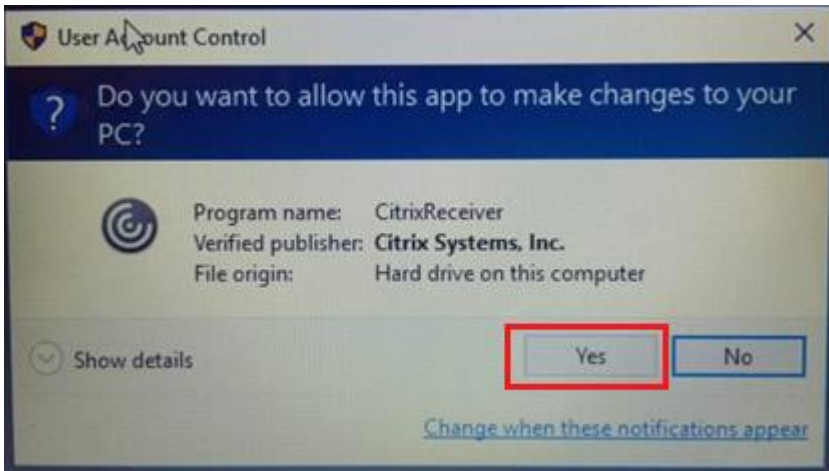 User Account Control
Do you want to allow this app to make changes to your
PC?
Program name: CitrixReceiver
Verified publisher: Citrix Systems, Inc.
File origin: Hard drive on this computer
Show details
Yes
No
Change when these notifications appear